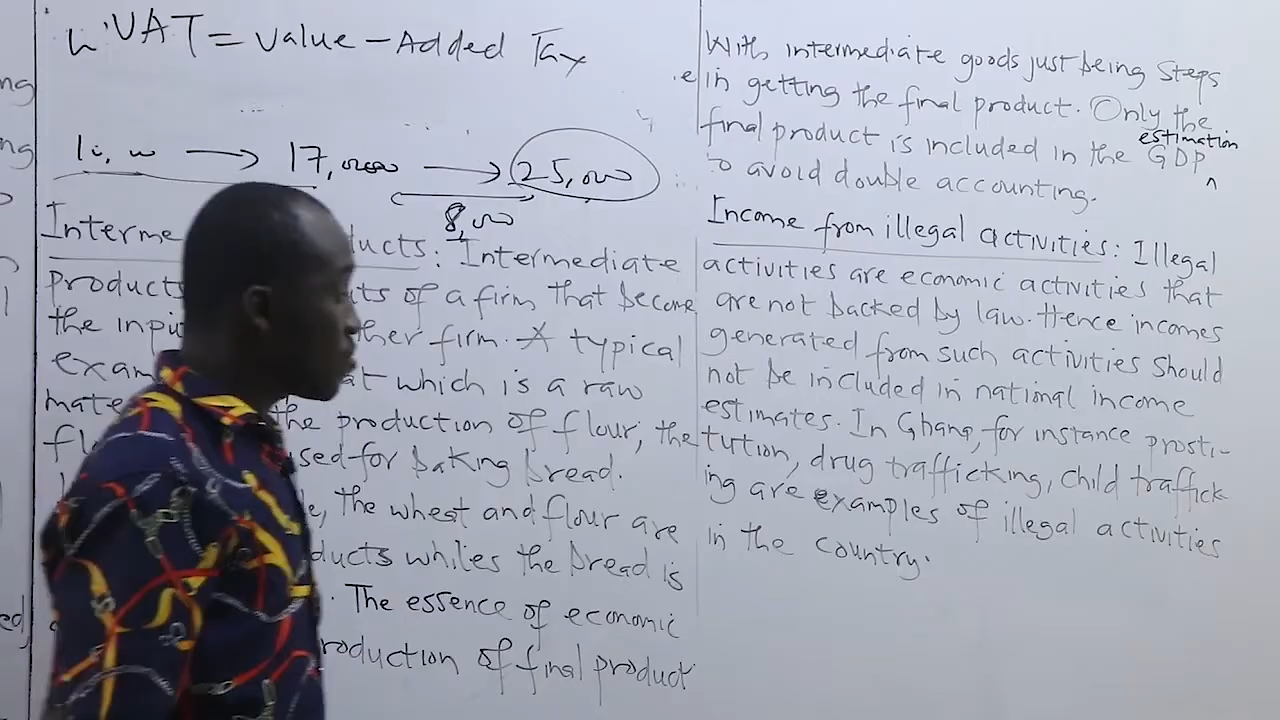 ng
ng
ed
VAT = Value-Added Tax
17,000 → 25,000
8,000
Interme ducts: Intermediate
products ts of a firm that become
the inpu ther firm. A typical
exam at which is a raw
mate the production of flour, the
fl used for baking bread.
e, the wheat and flour are
ducts whilies the bread is
. The essence of economic
roduction of final product
With intermediate goods just being steps
.e in getting the final product. Only the
final product is included in the GDP estimation
to avoid double accounting.
Income from illegal activities: Illegal
activities are economic activities that
are not backed by law. Hence incomes
generated from such activities should
not be included in national income
estimates. In Ghana, for instance prosti-
tution, drug trafficking, child traffick-
ing are examples of illegal activities
in the country.